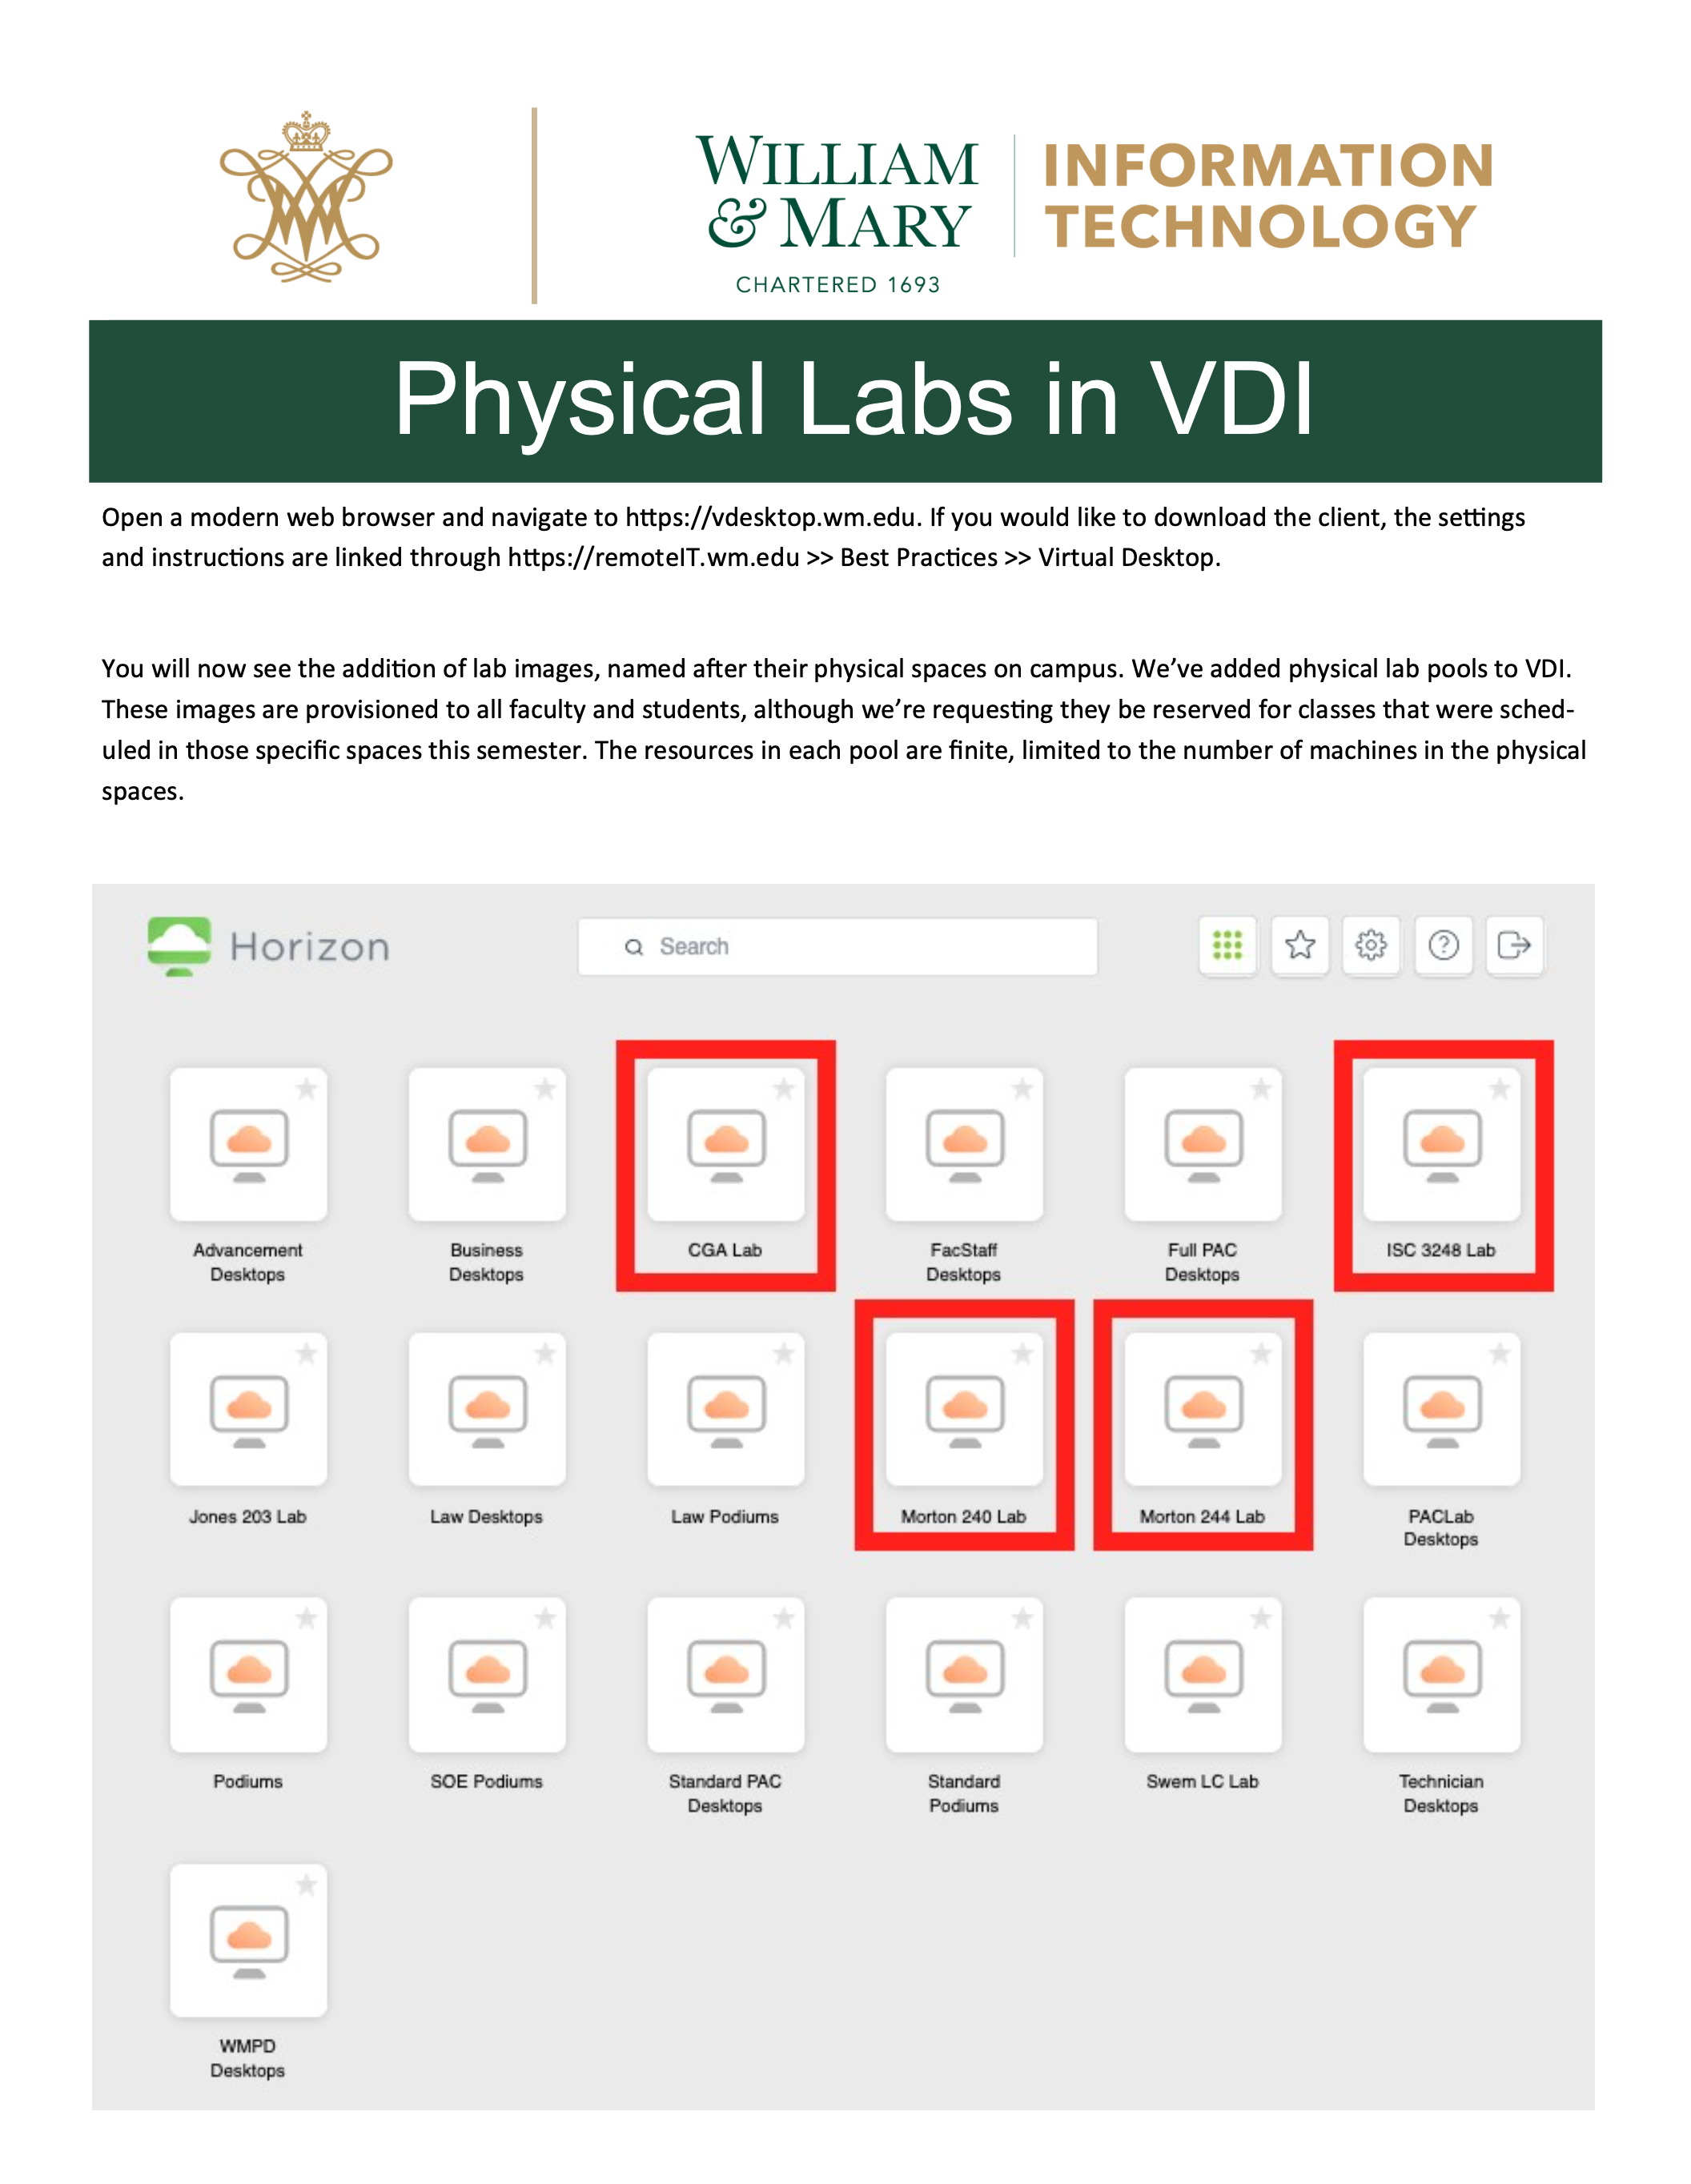 WILLIAM
& MARY
CHARTERED 1693
INFORMATION
TECHNOLOGY
Physical Labs in VDI
Open a modern web browser and navigate to https://vdesktop.wm.edu. If you would like to download the client, the settings
and instructions are linked through https://remoteIT.wm.edu >> Best Practices >> Virtual Desktop.
You will now see the addition of lab images, named after their physical spaces on campus. We’ve added physical lab pools to VDI.
These images are provisioned to all faculty and students, although we’re requesting they be reserved for classes that were sched-
uled in those specific spaces this semester. The resources in each pool are finite, limited to the number of machines in the physical
spaces.
Horizon
Search
Advancement
Desktops
Business
Desktops
CGA Lab
FacStaff
Desktops
Full PAC
Desktops
ISC 3248 Lab
Jones 203 Lab
Law Desktops
Law Podiums
Morton 240 Lab
Morton 244 Lab
PACLab
Desktops
Podiums
SOE Podiums
Standard PAC
Desktops
Standard
Podiums
Swem LC Lab
Technician
Desktops
WMPD
Desktops